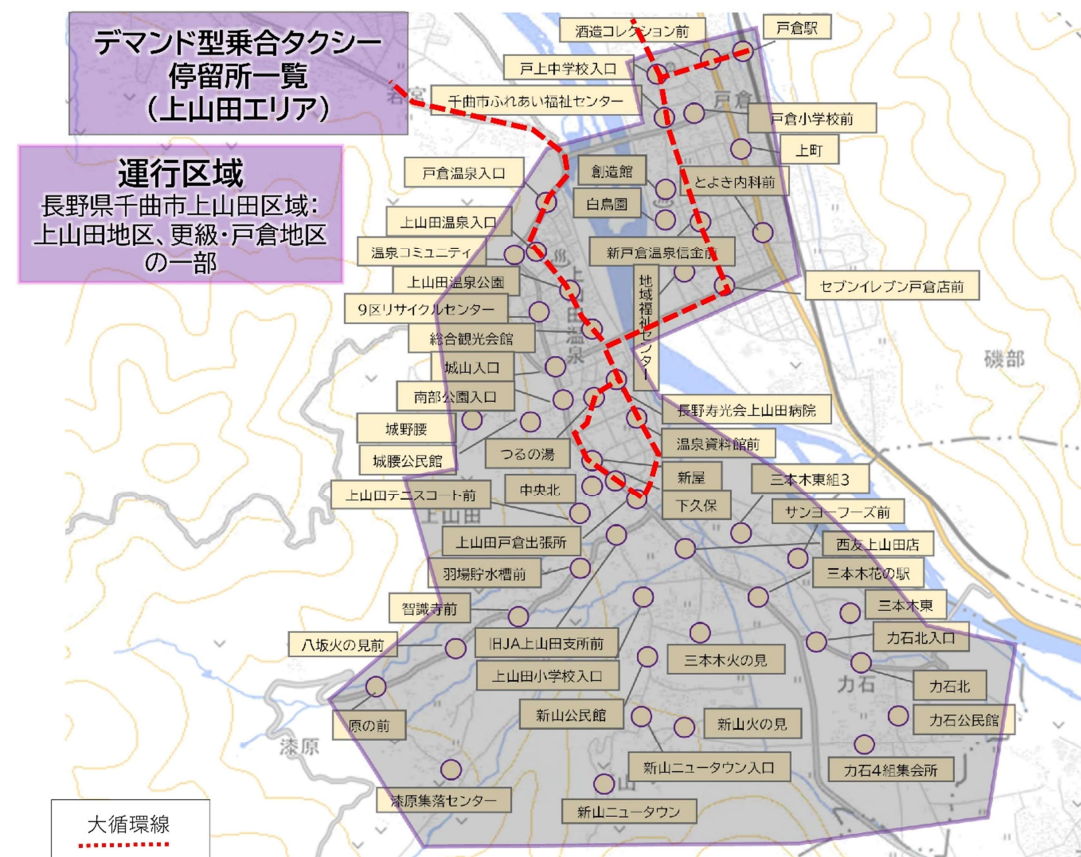 デマンド型乗合タクシー
停留所一覧
（上山田エリア）
運行区域
長野県千曲市上山田区域：
上山田地区、更級・戸倉地区
の一部
酒造コレクション前
戸倉駅
戸上中学校入口
千曲市ふれあい福祉センター
戸倉
戸倉小学校前
上町
若宮
戸倉温泉入口
創造館
とよき内科前
白鳥園
上山田温泉入口
温泉コミュニティ
新戸倉温泉信金前
上山田温泉公園
セブンイレブン戸倉店前
9区リサイクルセンター
地域福祉センター
総合観光会館
上山田温泉
磯部
城山入口
南部公園入口
長野寿光会上山田病院
城野腰
温泉資料館前
城腰公民館
つるの湯
新屋
三本木東組3
上山田テニスコート前
中央北
下久保
サンヨーフーズ前
上山田
上山田戸倉出張所
西友上山田店
羽場貯水槽前
三本木花の駅
智識寺前
三本木東
八坂火の見前
旧JA上山田支所前
力石北入口
三本木火の見
上山田小学校入口
力石北
力石
原の前
新山公民館
新山火の見
力石公民館
漆原
新山ニュータウン入口
力石4組集会所
漆原集落センター
山
新山ニュータウン
大循環線